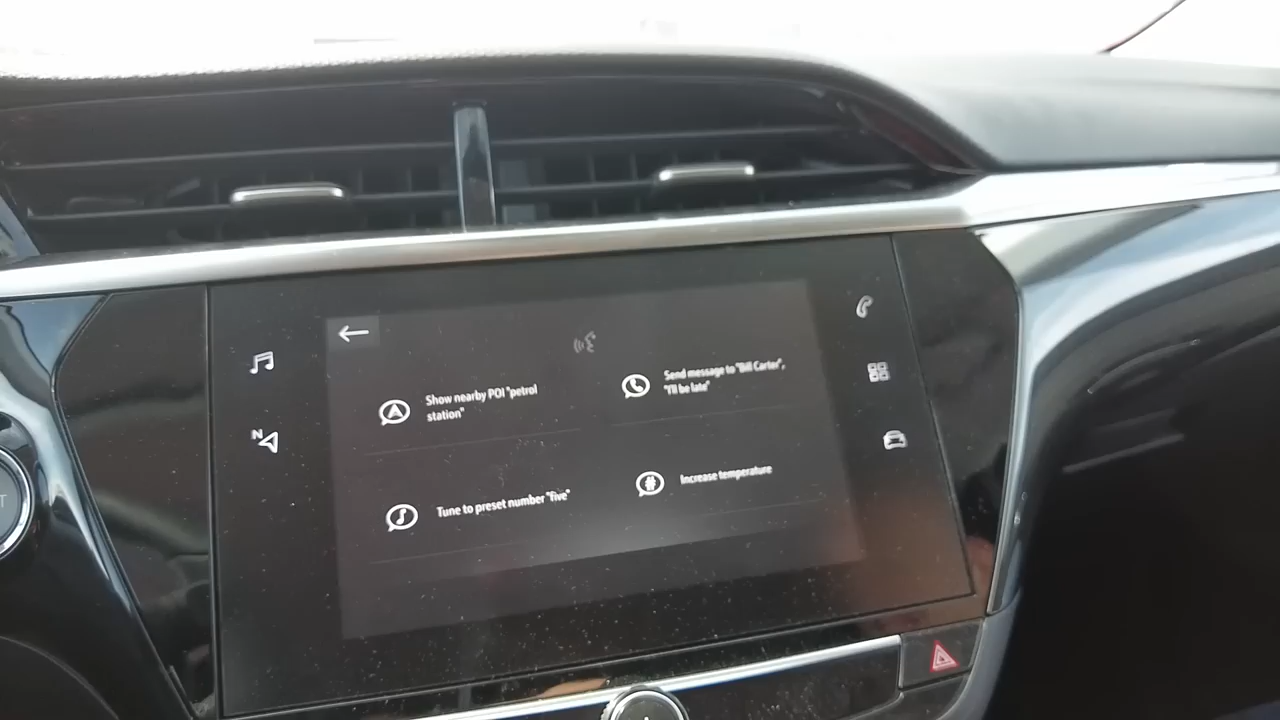 Show nearby POI "petrol
station"
Send message to "Bill Carter",
"I'll be late"
Tune to preset number "five"
Increase temperature
N
T